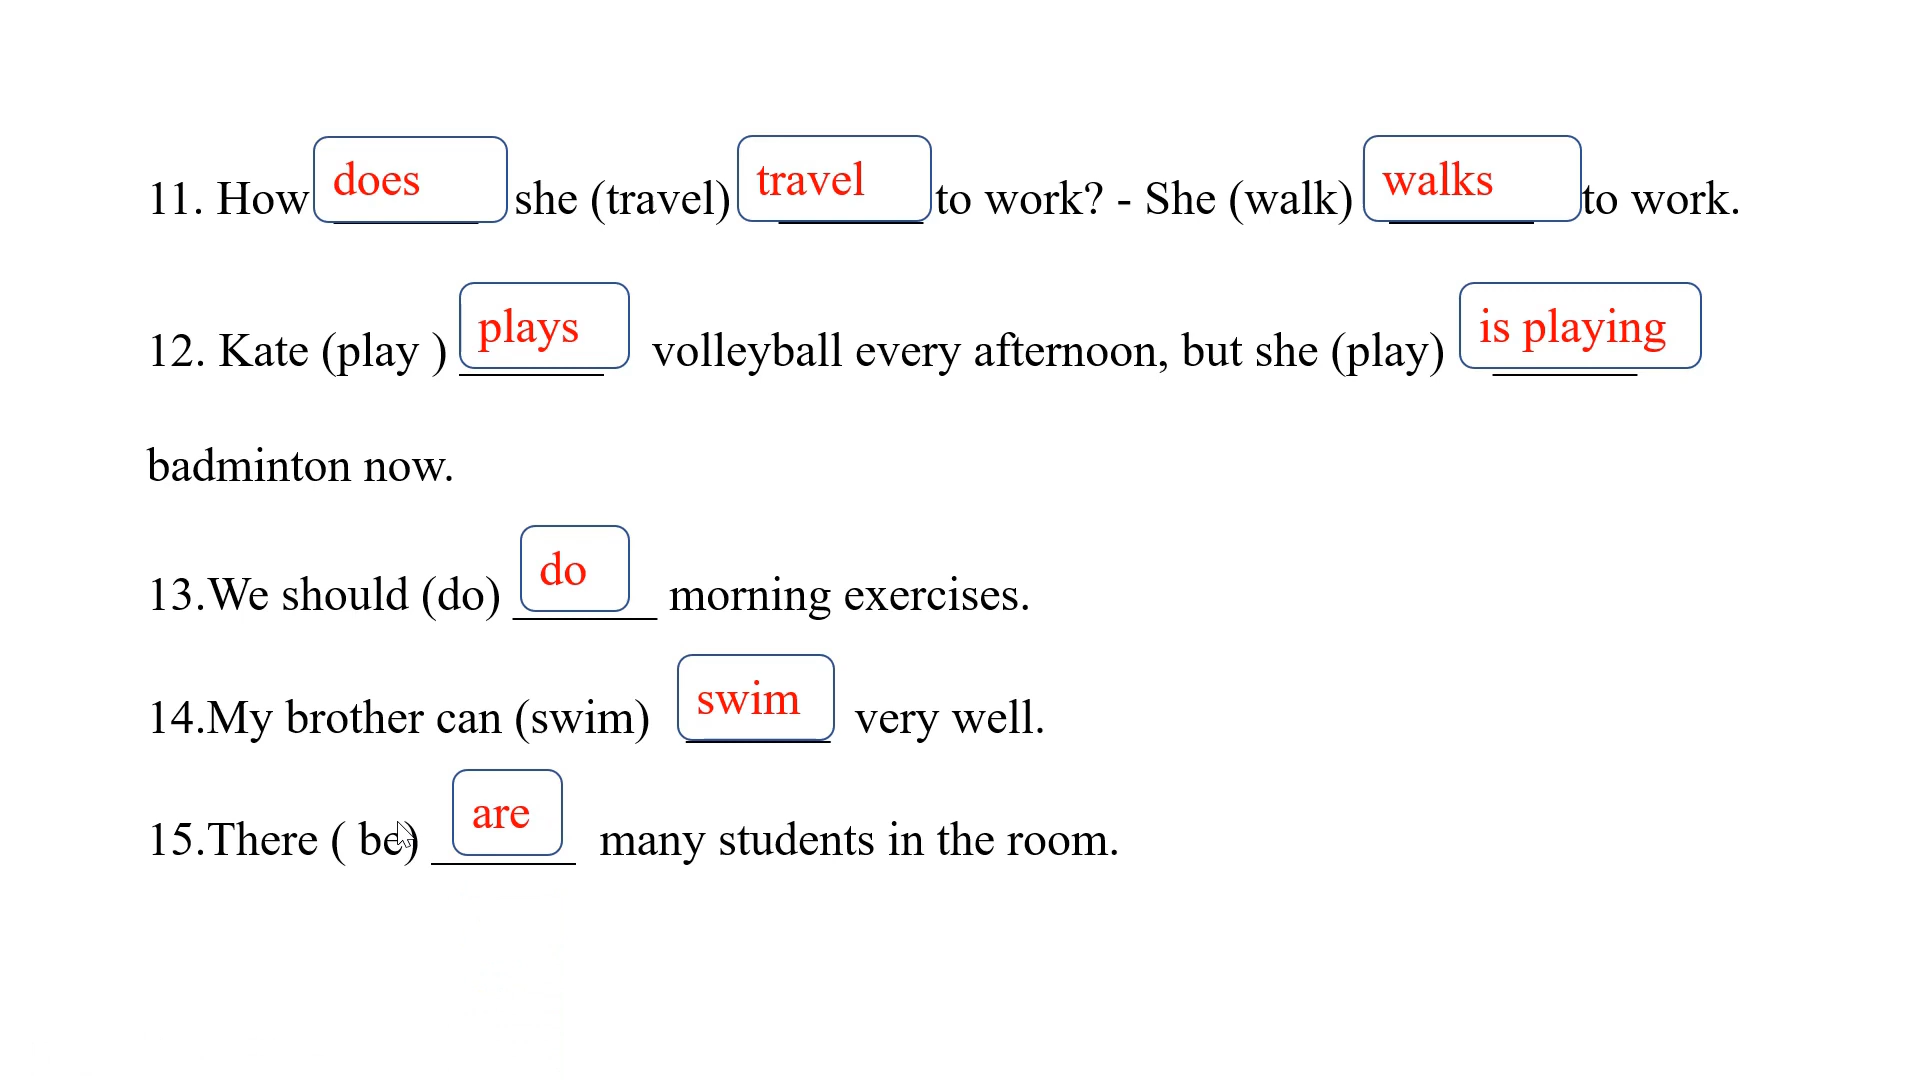 11. How does she (travel) travel to work? - She (walk) walks to work.
12. Kate (play ) plays volleyball every afternoon, but she (play) is playing
badminton now.
13.We should (do) do morning exercises.
14.My brother can (swim) swim very well.
15.There ( be) are many students in the room.